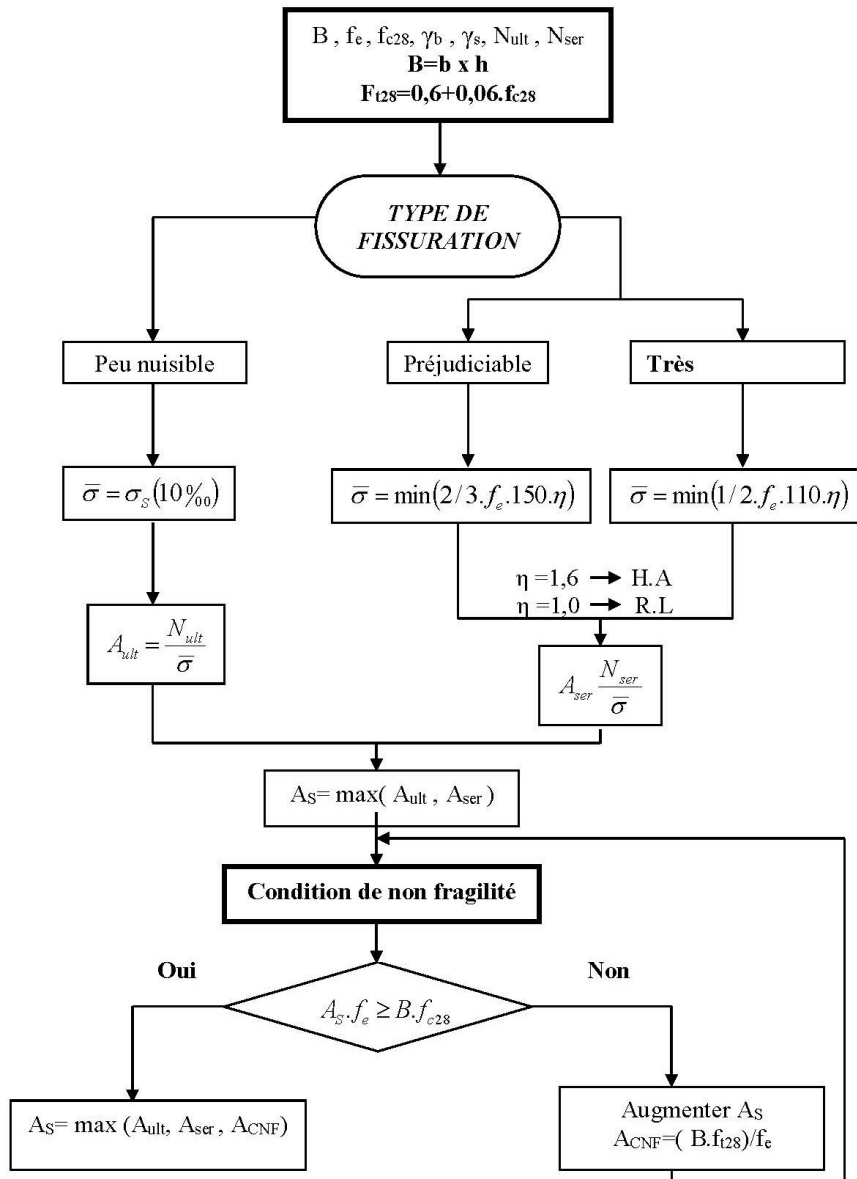 B , fe , fc28, γb , γs, Nult , Nser
B=b x h
Ft28=0,6+0,06.fc28
TYPE DE
FISSURATION
Peu nuisible
Préjudiciable
Très
σ̅ = σS(10‰0)
σ̅ = min(2/3.fe.150.η)
σ̅ = min(1/2.fe.110.η)
η =1,6 → H.A
η =1,0 → R.L
Ault = Nult / σ̅
Aser Nser / σ̅
AS= max( Ault , Aser )
Condition de non fragilité
Oui
Non
AS.fe ≥ B.fc28
AS= max (Ault, Aser , ACNF)
Augmenter AS
ACNF=( B.ft28)/fe